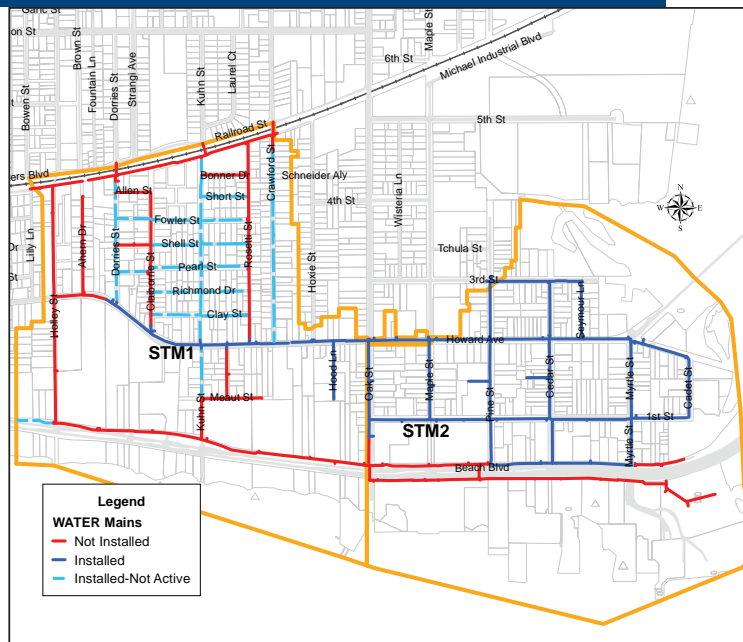 Garic St
on St
Bowen St
Brown St
Fountain Ln
Dorries St
Strangi Ave
Kuhn St
Laurel Ct
Maple St
6th St
Michael Industrial Blvd
5th St
Railroad St
ers Blvd
Allen St
Bonner Dr
Crawford St
Schneider Aly
Short St
4th St
Wisteria Ln
N
W
E
S
Fowler St
Lilly Ln
Dr
Ahern Dr
Dorries St
Shell St
Rosetti St
Hoxie St
Tchula St
Pearl St
St
Claiborne St
Richmond Dr
3rd St
Seymour Ln
Holley St
Clay St
Howard Ave
STM1
Hood Ln
Oak St
Maple St
Pine St
Cedar St
Myrtle St
Cadet St
Kuhn St
Meaut St
1st St
STM2
Myrtle St
Beach Blvd
Legend
WATER Mains
Not Installed
Installed
Installed-Not Active